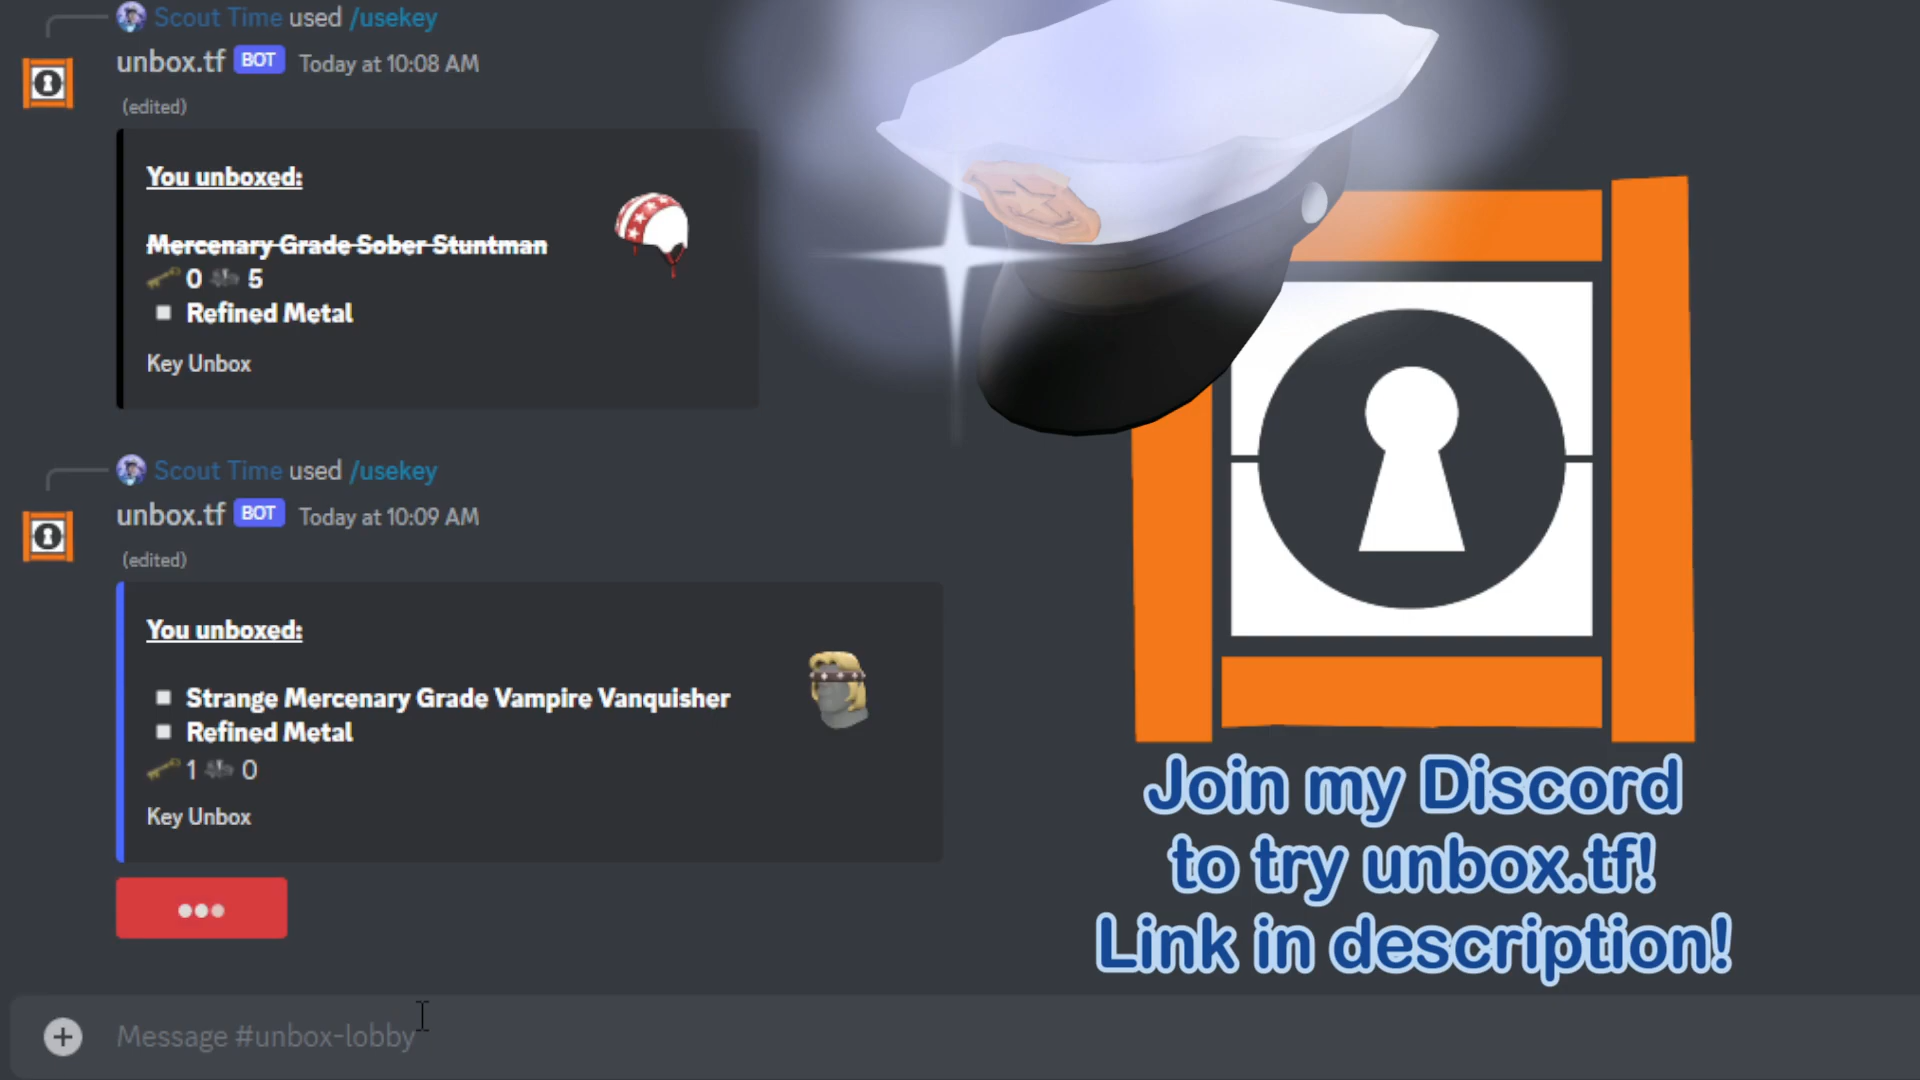 Scout Time used /usekey
unbox.tf BOT Today at 10:08 AM
(edited)
You unboxed:
Mercenary Grade Sober Stuntman
0 5
Refined Metal
Key Unbox
Scout Time used /usekey
unbox.tf BOT Today at 10:09 AM
(edited)
You unboxed:
Strange Mercenary Grade Vampire Vanquisher
Refined Metal
1 0
Key Unbox
Message #unbox-lobby
Join my Discord
to try unbox.tf!
Link in description!